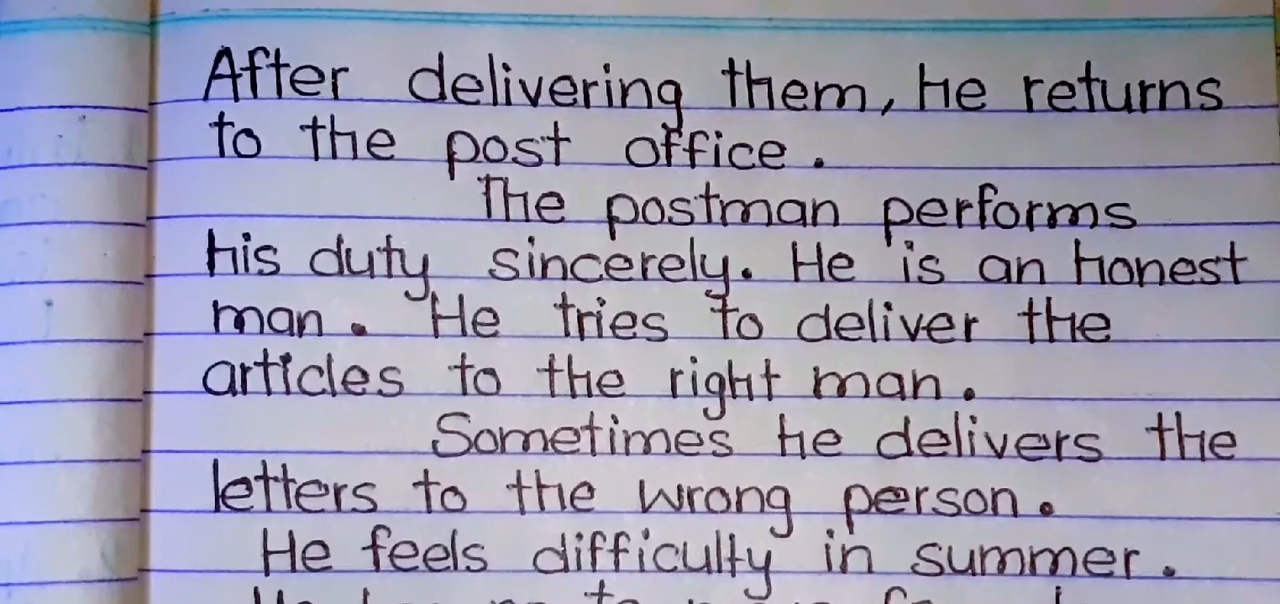 After delivering them, he returns
to the post office.
The postman performs
his duty sincerely. He is an honest
man. He tries to deliver the
articles to the right man.
Sometimes he delivers the
letters to the wrong person.
He feels difficulty in summer.